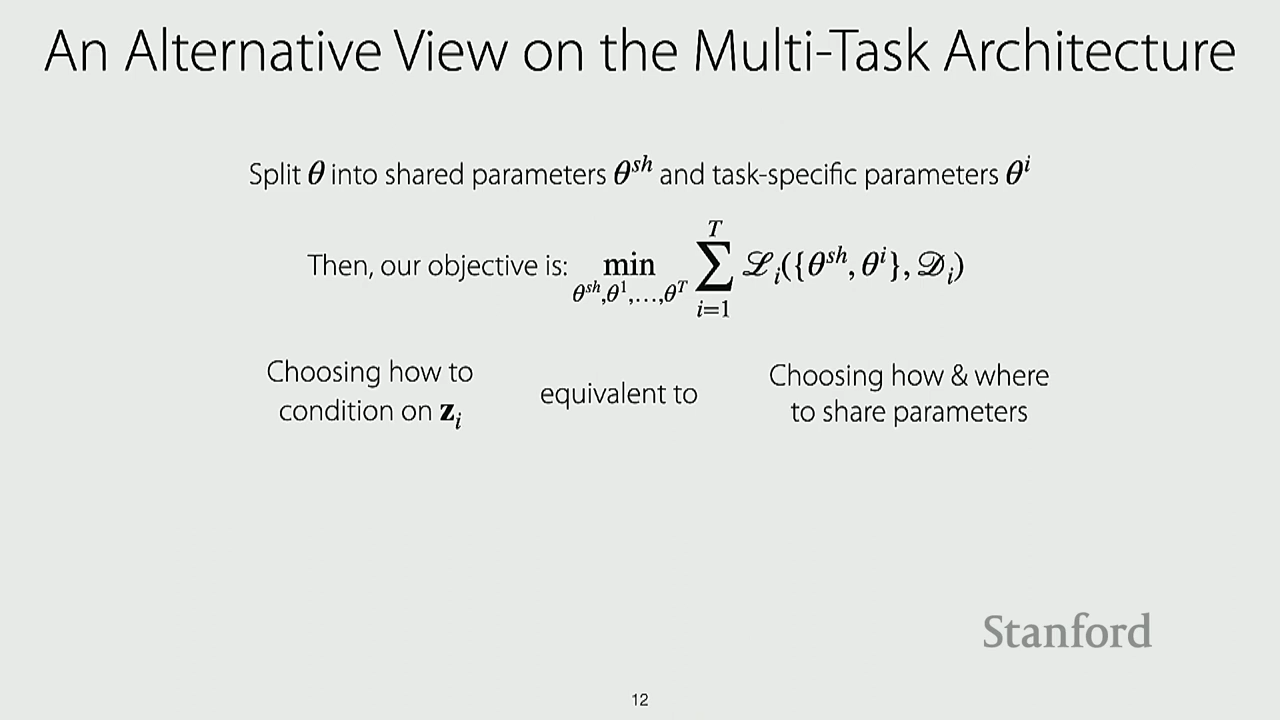 An Alternative View on the Multi-Task Architecture
Split θ into shared parameters θ^{sh} and task-specific parameters θ^i
Then, our objective is: min_{θ^{sh},θ^1,…,θ^T} ∑_{i=1}^{T} ℒ_i({θ^{sh}, θ^i}, 𝒟_i)
Choosing how to
condition on 𝐳_i
equivalent to
Choosing how & where
to share parameters
Stanford
12